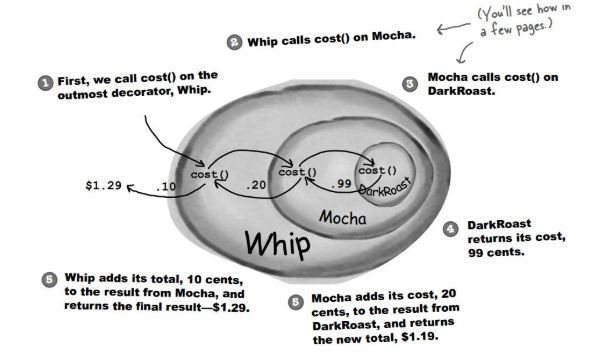 (You'll see how in
a few pages.)
2 Whip calls cost() on Mocha.
1 First, we call cost() on the
outmost decorator, Whip.
3 Mocha calls cost() on
DarkRoast.
cost()
cost()
cost()
$1.29
.10
.20
.99
DarkRoast
Mocha
Whip
4 DarkRoast
returns its cost,
99 cents.
6 Whip adds its total, 10 cents,
to the result from Mocha, and
returns the final result—$1.29.
5 Mocha adds its cost, 20
cents, to the result from
DarkRoast, and returns
the new total, $1.19.